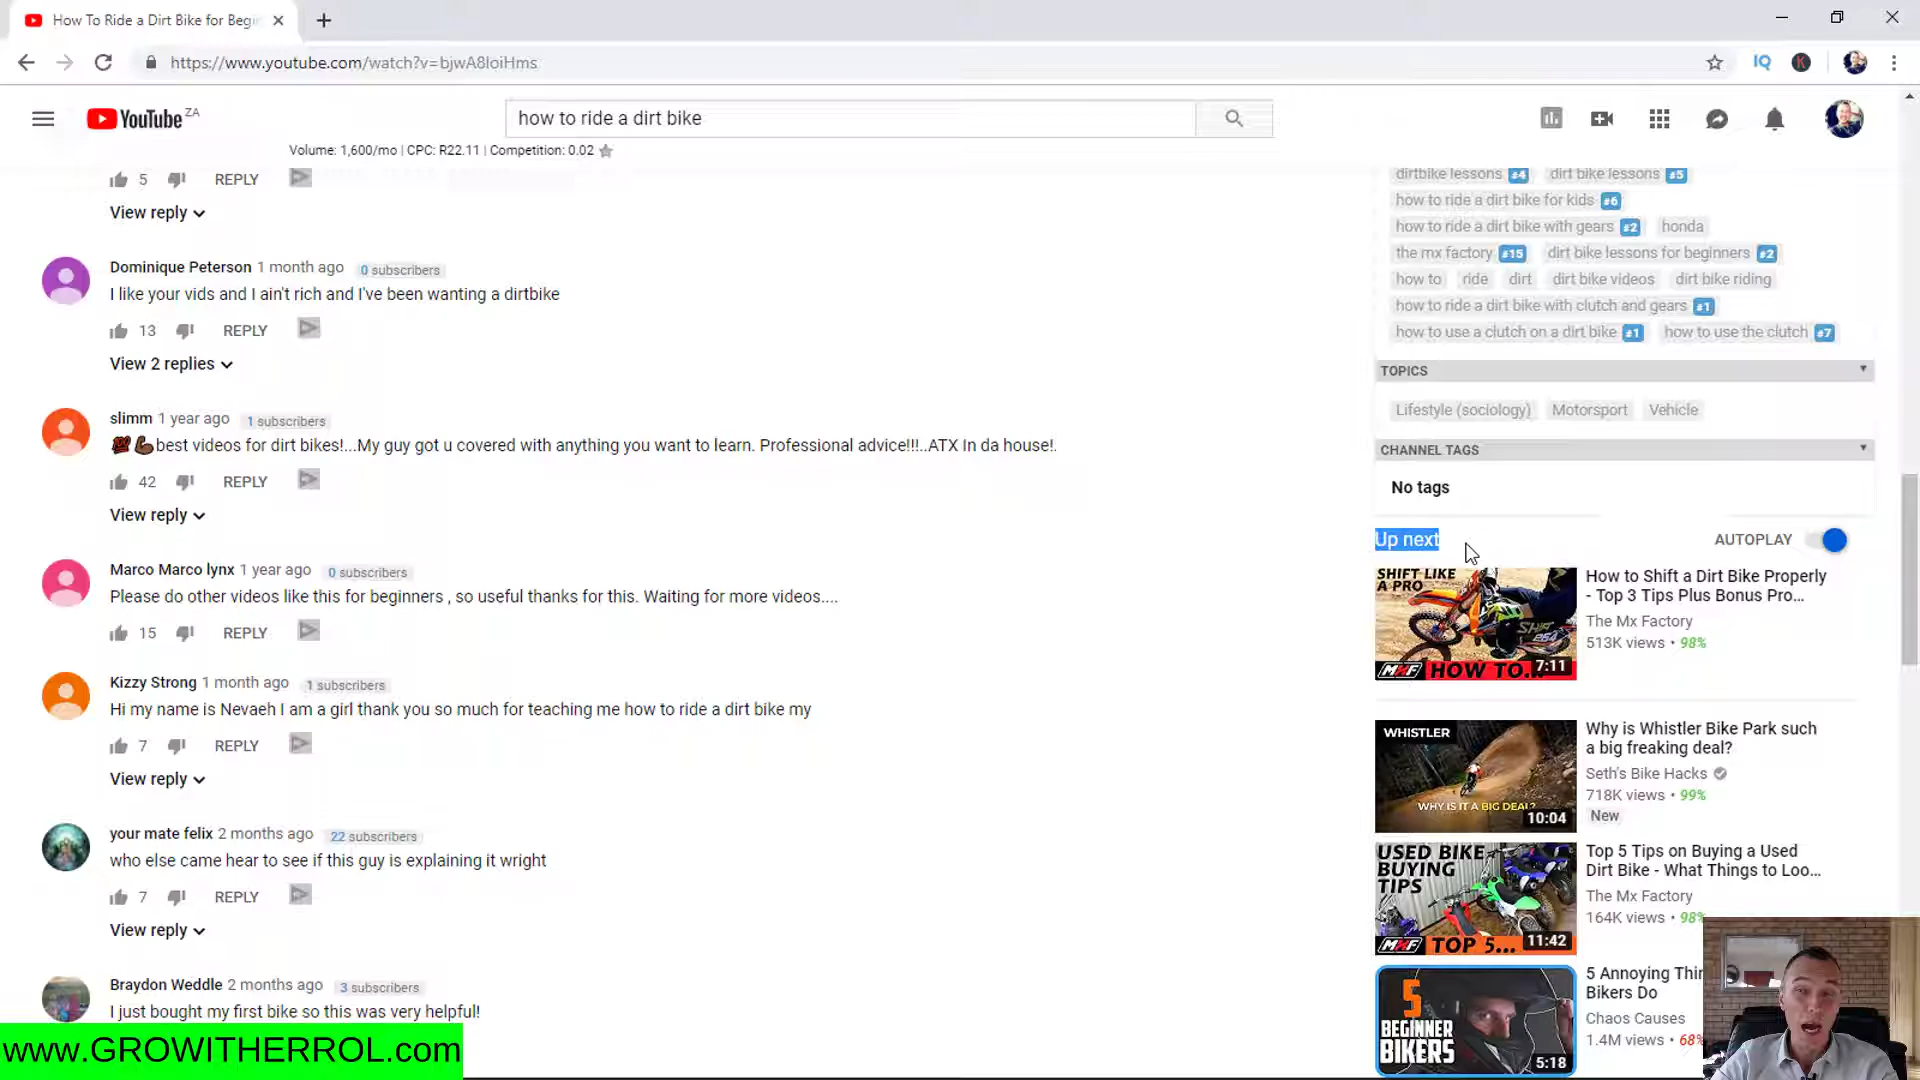 How To Ride a Dirt Bike for Begi
https://www.youtube.com/watch?v=bjwA8IoiHms
IQ
K
YouTube ZA
how to ride a dirt bike
Volume: 1,600/mo | CPC: R22.11 | Competition: 0.02
5 REPLY
View reply
Dominique Peterson 1 month ago 0 subscribers
I like your vids and I ain't rich and I've been wanting a dirtbike
13 REPLY
View 2 replies
slimm 1 year ago 1 subscribers
💯💪🏿best videos for dirt bikes!...My guy got u covered with anything you want to learn. Professional advice!!!..ATX In da house!.
42 REPLY
View reply
Marco Marco lynx 1 year ago 0 subscribers
Please do other videos like this for beginners , so useful thanks for this. Waiting for more videos....
15 REPLY
Kizzy Strong 1 month ago 1 subscribers
Hi my name is Nevaeh I am a girl thank you so much for teaching me how to ride a dirt bike my
7 REPLY
View reply
your mate felix 2 months ago 22 subscribers
who else came hear to see if this guy is explaining it wright
7 REPLY
View reply
Braydon Weddle 2 months ago 3 subscribers
I just bought my first bike so this was very helpful!
www.GROWITHERROL.com
dirtbike lessons #4 dirt bike lessons #5
how to ride a dirt bike for kids #6
how to ride a dirt bike with gears #2 honda
the mx factory #15 dirt bike lessons for beginners #2
how to ride dirt dirt bike videos dirt bike riding
how to ride a dirt bike with clutch and gears #1
how to use a clutch on a dirt bike #1 how to use the clutch #7
TOPICS
Lifestyle (sociology) Motorsport Vehicle
CHANNEL TAGS
No tags
Up next AUTOPLAY
SHIFT LIKE
A PRO
SHIFT
264
MXF HOW TO...
7:11
How to Shift a Dirt Bike Properly
- Top 3 Tips Plus Bonus Pro...
The Mx Factory
513K views • 98%
WHISTLER
WHY IS IT A BIG DEAL?
10:04
Why is Whistler Bike Park such
a big freaking deal?
Seth's Bike Hacks
718K views • 99%
New
USED BIKE
BUYING
TIPS
MXF TOP 5...
11:42
Top 5 Tips on Buying a Used
Dirt Bike - What Things to Loo...
The Mx Factory
164K views • 98%
5
BEGINNER
BIKERS
5:18
5 Annoying Thin
Bikers Do
Chaos Causes
1.4M views • 68%